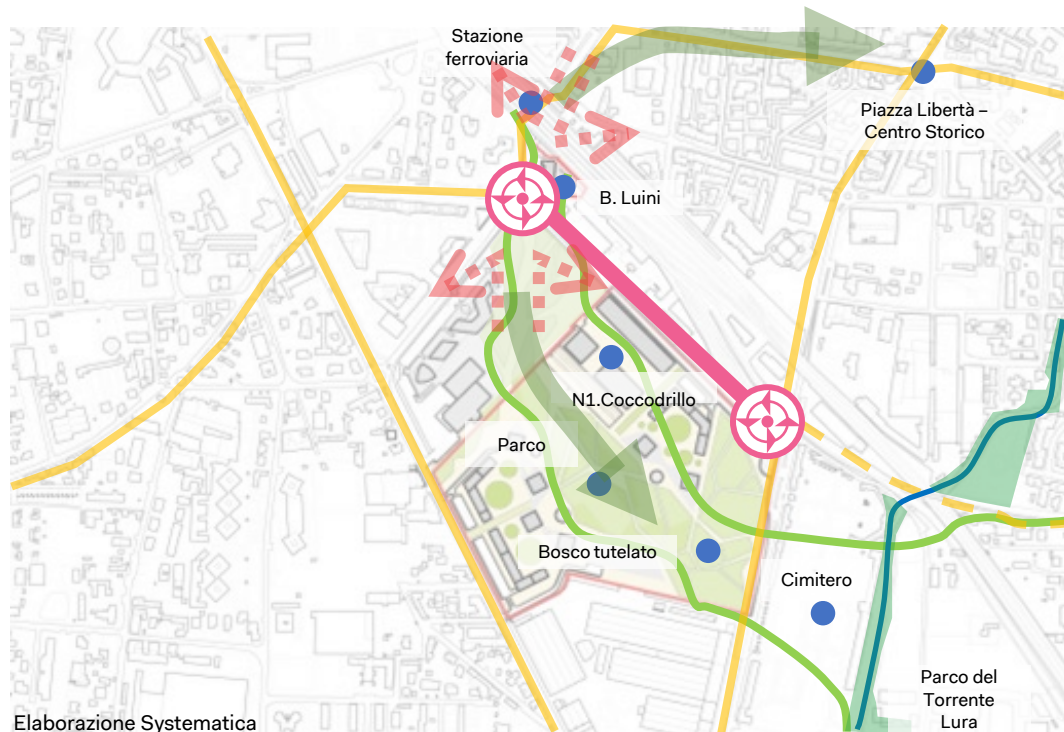 Stazione
ferroviaria
Piazza Libertà –
Centro Storico
B. Luini
N1.Coccodrillo
Parco
Bosco tutelato
Cimitero
Parco del
Torrente
Lura
Elaborazione Systematica